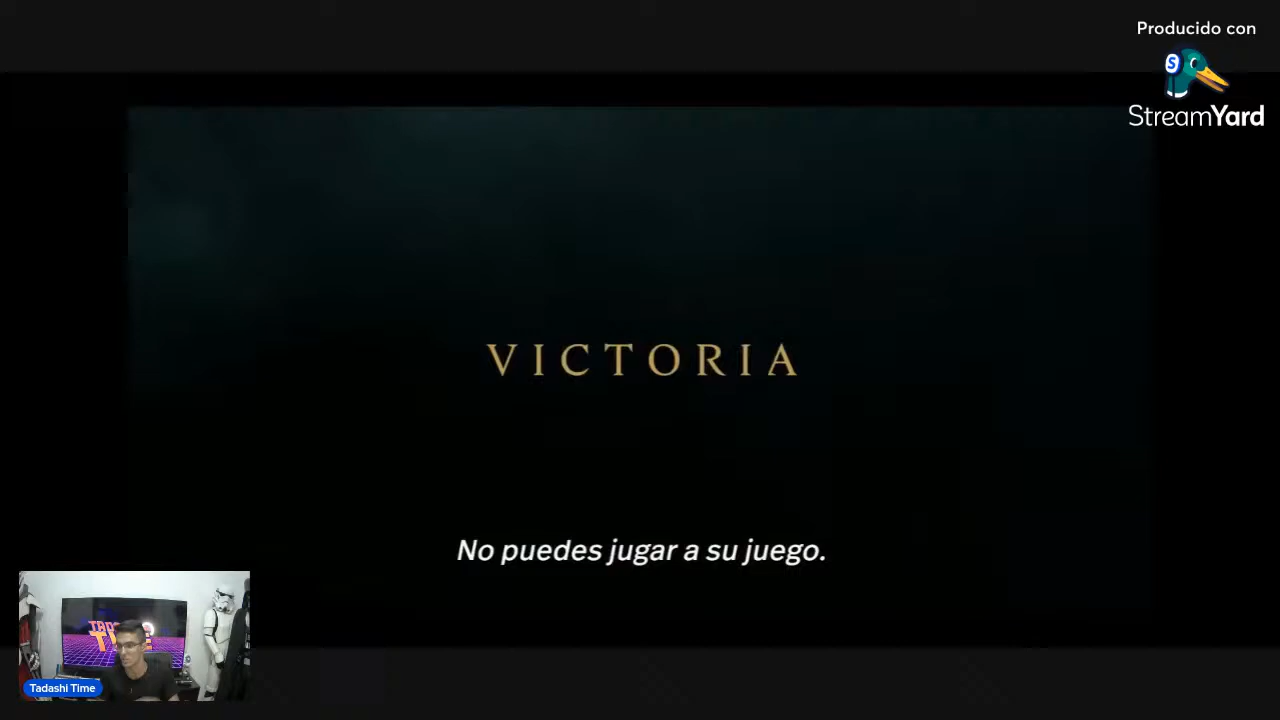 Producido con
StreamYard
VICTORIA
No puedes jugar a su juego.
Tadashi Time